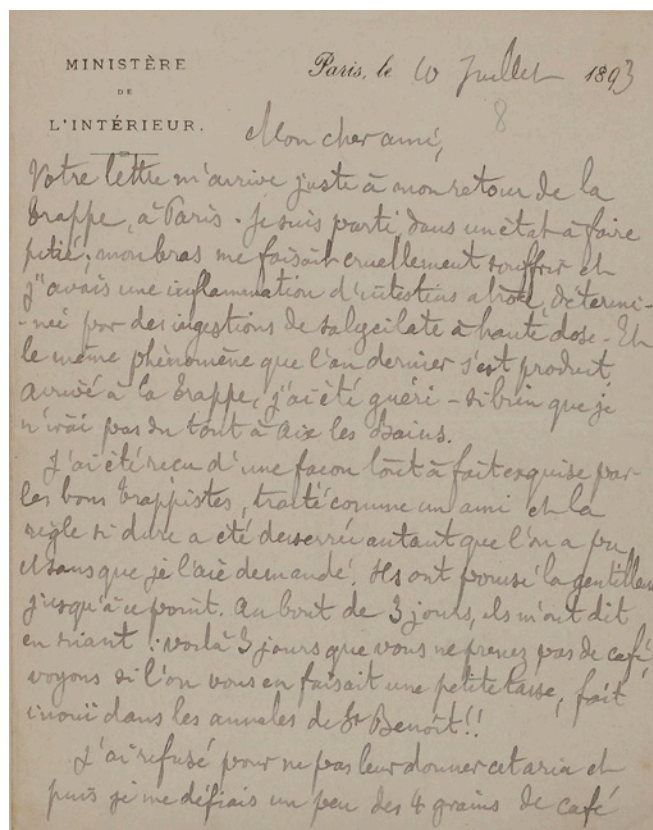 MINISTÈRE
DE
L'INTÉRIEUR.
Paris, le 10 Juillet 1893
8
Mon cher ami,
Votre lettre m'arrive juste à mon retour de la
Trappe, à Paris. Je suis parti, dans un état à faire
pitié; mon bras me faisait cruellement souffrir et
j'avais une inflammation d'intestins atroce, détermi-
-née par des ingestions de salycilate à haute dose. Et
le même phénomène que l'an dernier s'est produit,
arrivé à la Trappe, j'ai été guéri - si bien que je
n'irai pas du tout à Aix les Bains.
J'ai été reçu d'une façon tout à fait exquise par
les bons trappistes, traité comme un ami et la
règle si dure a été desserrée autant que l'on a pu,
et sans que je l'aie demandé. Ils ont poussé la gentillesse
jusqu'à ce point. Au bout de 3 jours, ils m'ont dit
en riant : voilà 3 jours que vous ne prenez pas de café,
voyons si l'on vous en faisait une petite tasse, fait
inouï dans les annales de St Benoît!!
J'ai refusé pour ne pas leur donner cet aria et
puis je me défiais un peu des 4 grains de café